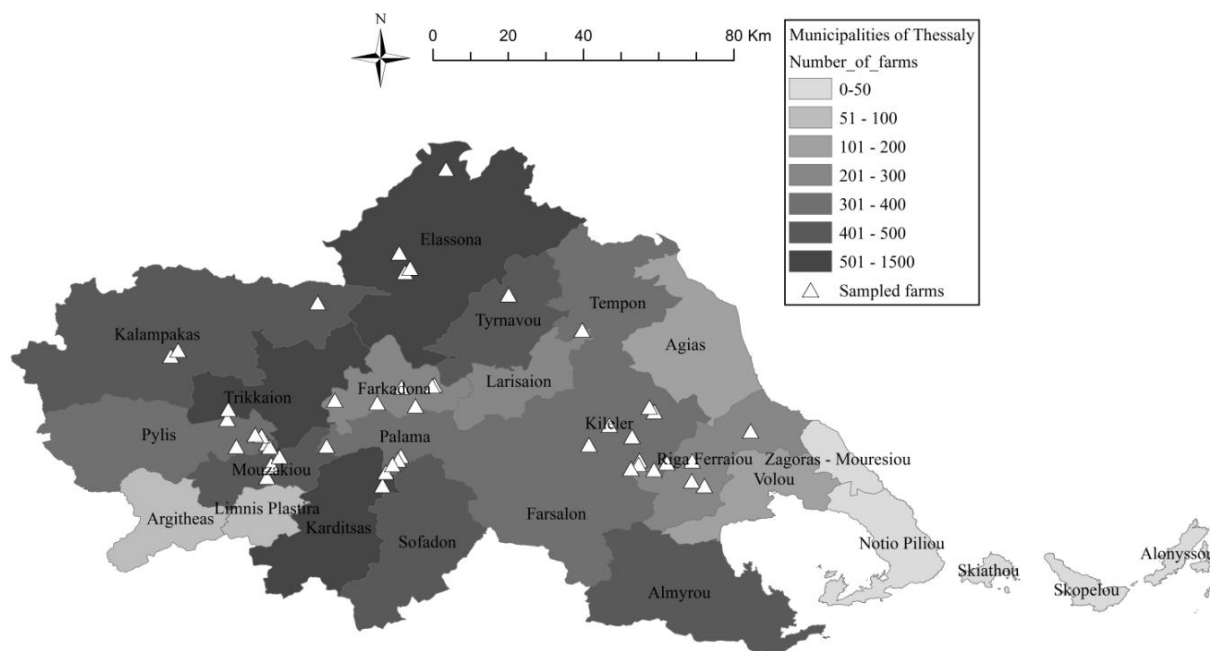 N
0 20 40 80 Km
Municipalities of Thessaly
Number_of_farms
0-50
51 - 100
101 - 200
201 - 300
301 - 400
401 - 500
501 - 1500
Sampled farms
Elassona
Kalampakas
Tyrnavou
Tempon
Agias
Trikkaion
Farkadona
Larisaion
Pylis
Palama
Kileler
Mouzakiou
Riga Ferraiou
Zagoras - Mouresiou
Volou
Argitheas
Limnis Plastira
Karditsas
Sofadon
Farsalon
Notio Piliou
Skiathou
Skopelou
Alonyssou
Almyrou